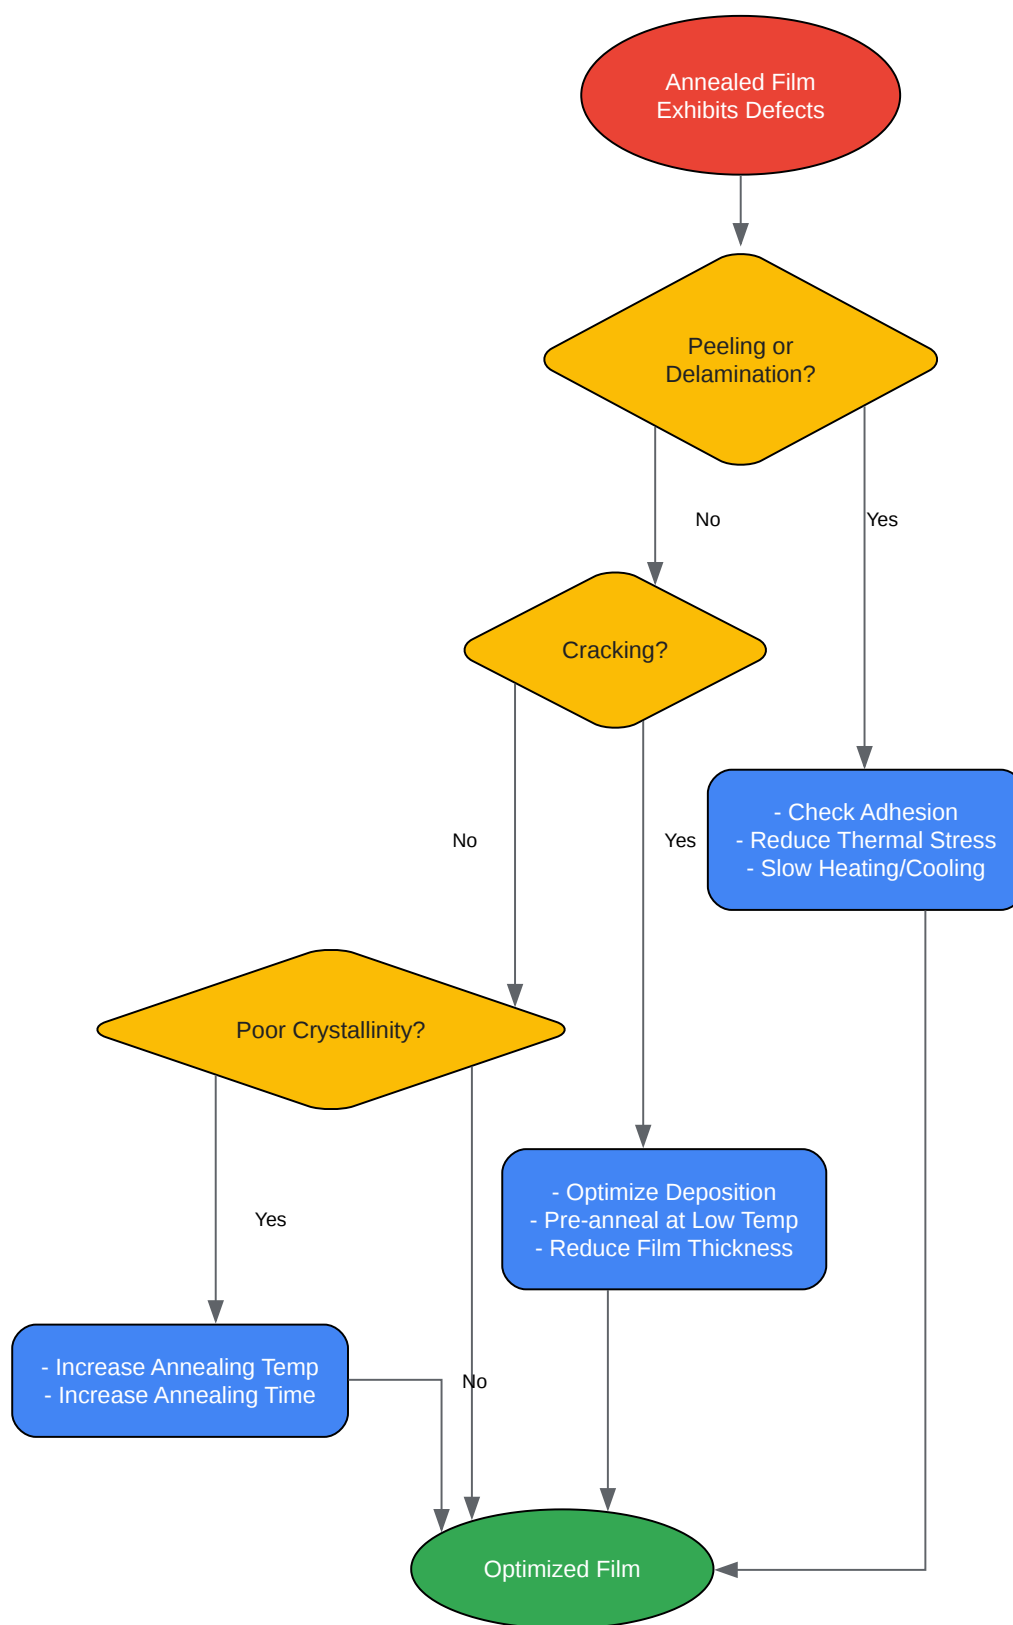 Annealed Film
Exhibits Defects
Peeling or
Delamination?
No
Yes
Cracking?
No
Yes
- Check Adhesion
- Reduce Thermal Stress
- Slow Heating/Cooling
Poor Crystallinity?
Yes
No
- Optimize Deposition
- Pre-anneal at Low Temp
- Reduce Film Thickness
- Increase Annealing Temp
- Increase Annealing Time
Optimized Film